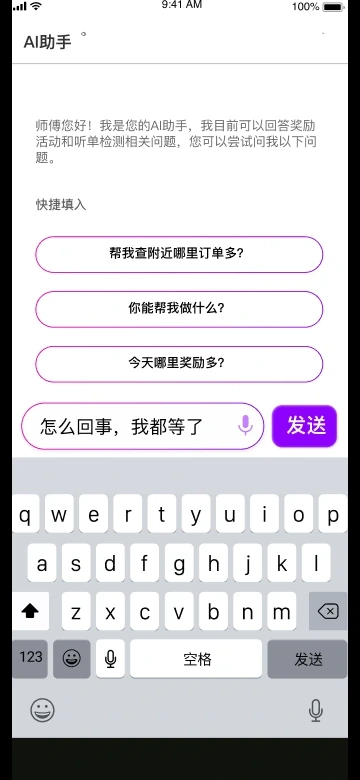 9:41 AM
100%
AI助手
师傅您好！我是您的AI助手，我目前可以回答奖励
活动和听单检测相关问题，您可以尝试问我以下问
题。
快捷填入
帮我查附近哪里订单多?
你能帮我做什么?
今天哪里奖励多?
怎么回事，我都等了
发送
q w e r t y u i o p
a s d f g h j k l
z x c v b n m
123 空格 发送